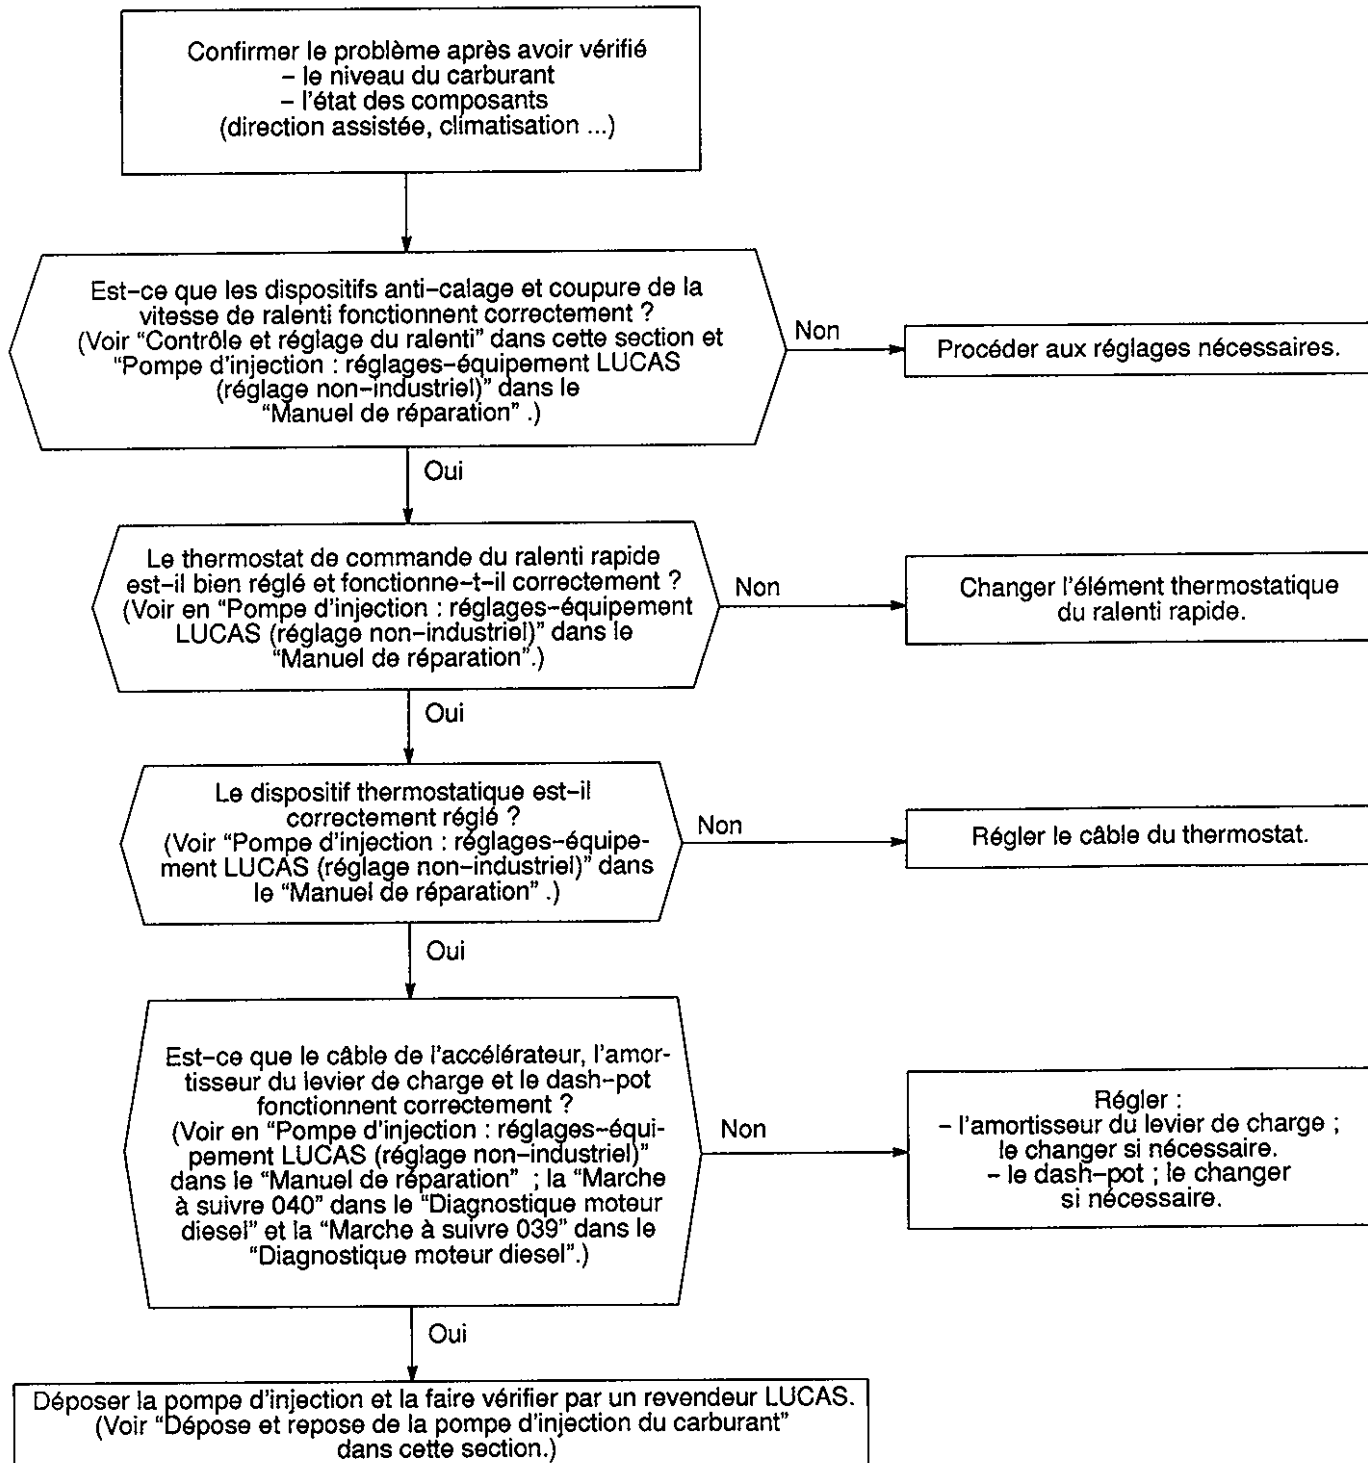 Confirmer le problème après avoir vérifié
– le niveau du carburant
– l'état des composants
(direction assistée, climatisation ...)
Est–ce que les dispositifs anti–calage et coupure de la
vitesse de ralenti fonctionnent correctement ?
(Voir “Contrôle et réglage du ralenti” dans cette section et
“Pompe d'injection : réglages–équipement LUCAS
(réglage non–industriel)” dans le
“Manuel de réparation” .)
Non
Procéder aux réglages nécessaires.
Oui
Le thermostat de commande du ralenti rapide
est–il bien réglé et fonctionne–t–il correctement ?
(Voir en “Pompe d'injection : réglages–équipement
LUCAS (réglage non–industriel)” dans le
“Manuel de réparation”.)
Non
Changer l'élément thermostatique
du ralenti rapide.
Oui
Le dispositif thermostatique est–il
correctement réglé ?
(Voir “Pompe d'injection : réglages–équipe–
ment LUCAS (réglage non–industriel)” dans
le “Manuel de réparation” .)
Non
Régler le câble du thermostat.
Oui
Est–ce que le câble de l'accélérateur, l'amor–
tisseur du levier de charge et le dash–pot
fonctionnent correctement ?
(Voir en “Pompe d'injection : réglages–équi–
pement LUCAS (réglage non–industriel)”
dans le “Manuel de réparation” ; la “Marche
à suivre 040” dans le “Diagnostique moteur
diesel” et la “Marche à suivre 039” dans le
“Diagnostique moteur diesel”.)
Non
Régler :
– l'amortisseur du levier de charge ;
le changer si nécessaire.
– le dash–pot ; le changer
si nécessaire.
Oui
Déposer la pompe d'injection et la faire vérifier par un revendeur LUCAS.
(Voir “Dépose et repose de la pompe d'injection du carburant”
dans cette section.)